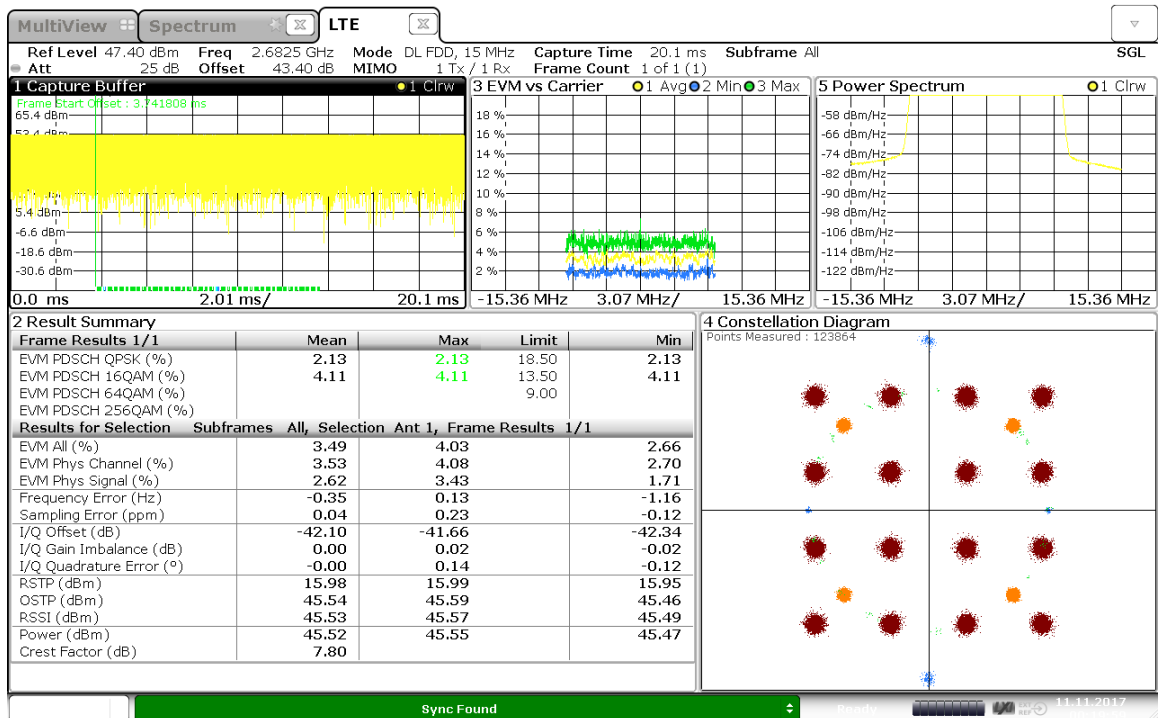 MultiView Spectrum LTE
Ref Level 47.40 dBm Freq 2.6825 GHz Mode DL FDD, 15 MHz Capture Time 20.1 ms Subframe All SGL
Att 25 dB Offset 43.40 dB MIMO 1 Tx / 1 Rx Frame Count 1 of 1 (1)
1 Capture Buffer 1 Clrw
Frame Start Offset : 3.741808 ms
65.4 dBm
53.4 dBm
5.4 dBm
-6.6 dBm
-18.6 dBm
-30.6 dBm
0.0 ms 2.01 ms/ 20.1 ms
3 EVM vs Carrier 1 Avg 2 Min 3 Max
18 %
16 %
14 %
12 %
10 %
8 %
6 %
4 %
2 %
-15.36 MHz 3.07 MHz/ 15.36 MHz
5 Power Spectrum 1 Clrw
-58 dBm/Hz
-66 dBm/Hz
-74 dBm/Hz
-82 dBm/Hz
-90 dBm/Hz
-98 dBm/Hz
-106 dBm/Hz
-114 dBm/Hz
-122 dBm/Hz
-15.36 MHz 3.07 MHz/ 15.36 MHz
2 Result Summary
Frame Results 1/1 Mean Max Limit Min
EVM PDSCH QPSK (%) 2.13 2.13 18.50 2.13
EVM PDSCH 16QAM (%) 4.11 4.11 13.50 4.11
EVM PDSCH 64QAM (%) 9.00
EVM PDSCH 256QAM (%)
Results for Selection Subframes All, Selection Ant 1, Frame Results 1/1
EVM All (%) 3.49 4.03 2.66
EVM Phys Channel (%) 3.53 4.08 2.70
EVM Phys Signal (%) 2.62 3.43 1.71
Frequency Error (Hz) -0.35 0.13 -1.16
Sampling Error (ppm) 0.04 0.23 -0.12
I/Q Offset (dB) -42.10 -41.66 -42.34
I/Q Gain Imbalance (dB) 0.00 0.02 -0.02
I/Q Quadrature Error (°) -0.00 0.14 -0.12
RSTP (dBm) 15.98 15.99 15.95
OSTP (dBm) 45.54 45.59 45.46
RSSI (dBm) 45.53 45.57 45.49
Power (dBm) 45.52 45.55 45.47
Crest Factor (dB) 7.80
4 Constellation Diagram
Points Measured : 123864
Sync Found
Ready
EXT
REF
11.11.2017